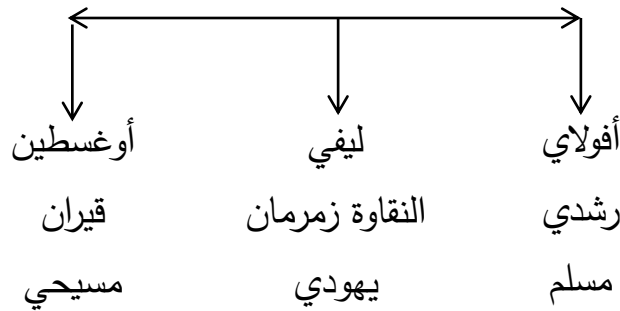 أفولاي ليفي أوغسطين
رشدي النقاوة زمرمان قيران
مسلم يهودي مسيحي